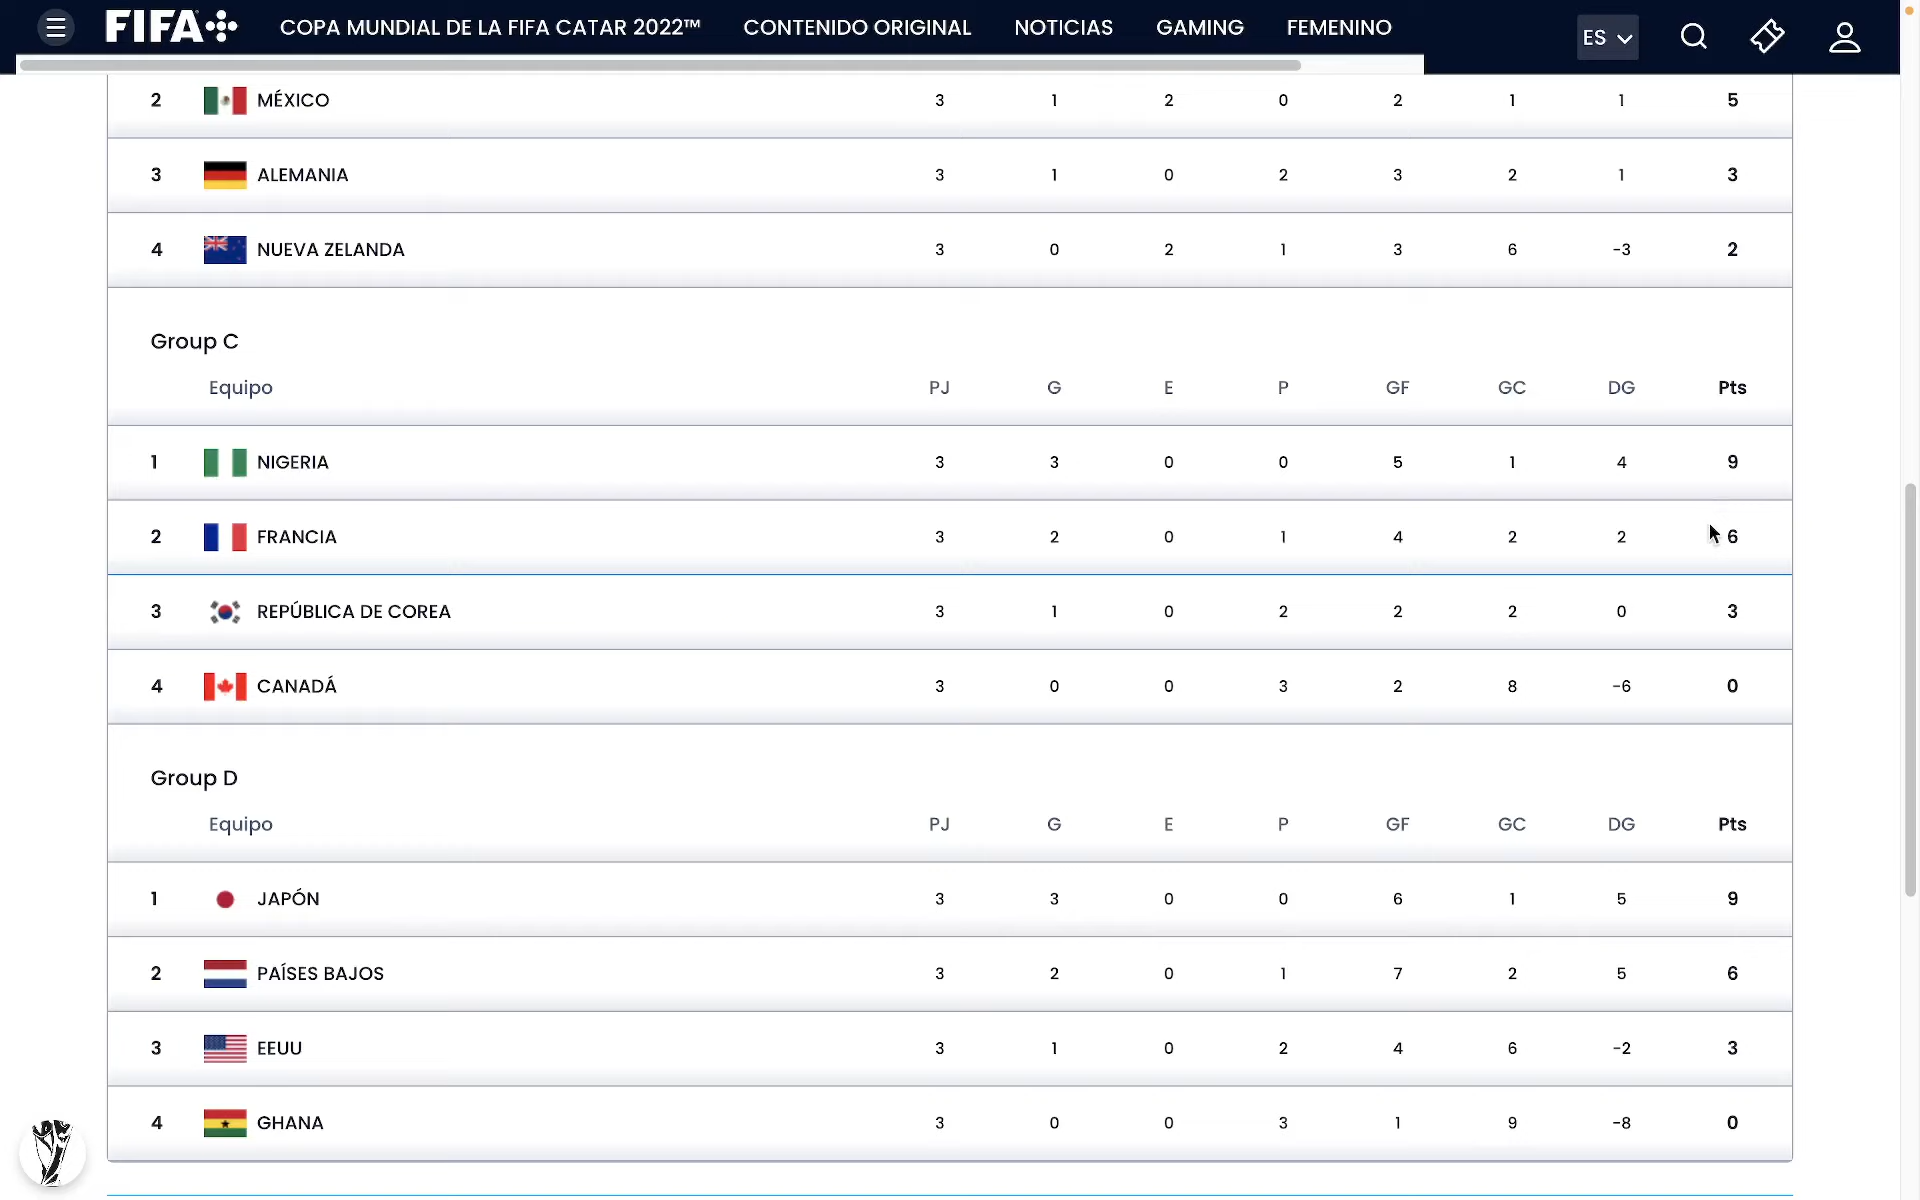 FIFA+ COPA MUNDIAL DE LA FIFA CATAR 2022™ CONTENIDO ORIGINAL NOTICIAS GAMING FEMENINO ES
2 MÉXICO 3 1 2 0 2 1 1 5
3 ALEMANIA 3 1 0 2 3 2 1 3
4 NUEVA ZELANDA 3 0 2 1 3 6 -3 2
Group C
Equipo PJ G E P GF GC DG Pts
1 NIGERIA 3 3 0 0 5 1 4 9
2 FRANCIA 3 2 0 1 4 2 2 6
3 REPÚBLICA DE COREA 3 1 0 2 2 2 0 3
4 CANADÁ 3 0 0 3 2 8 -6 0
Group D
Equipo PJ G E P GF GC DG Pts
1 JAPÓN 3 3 0 0 6 1 5 9
2 PAÍSES BAJOS 3 2 0 1 7 2 5 6
3 EEUU 3 1 0 2 4 6 -2 3
4 GHANA 3 0 0 3 1 9 -8 0